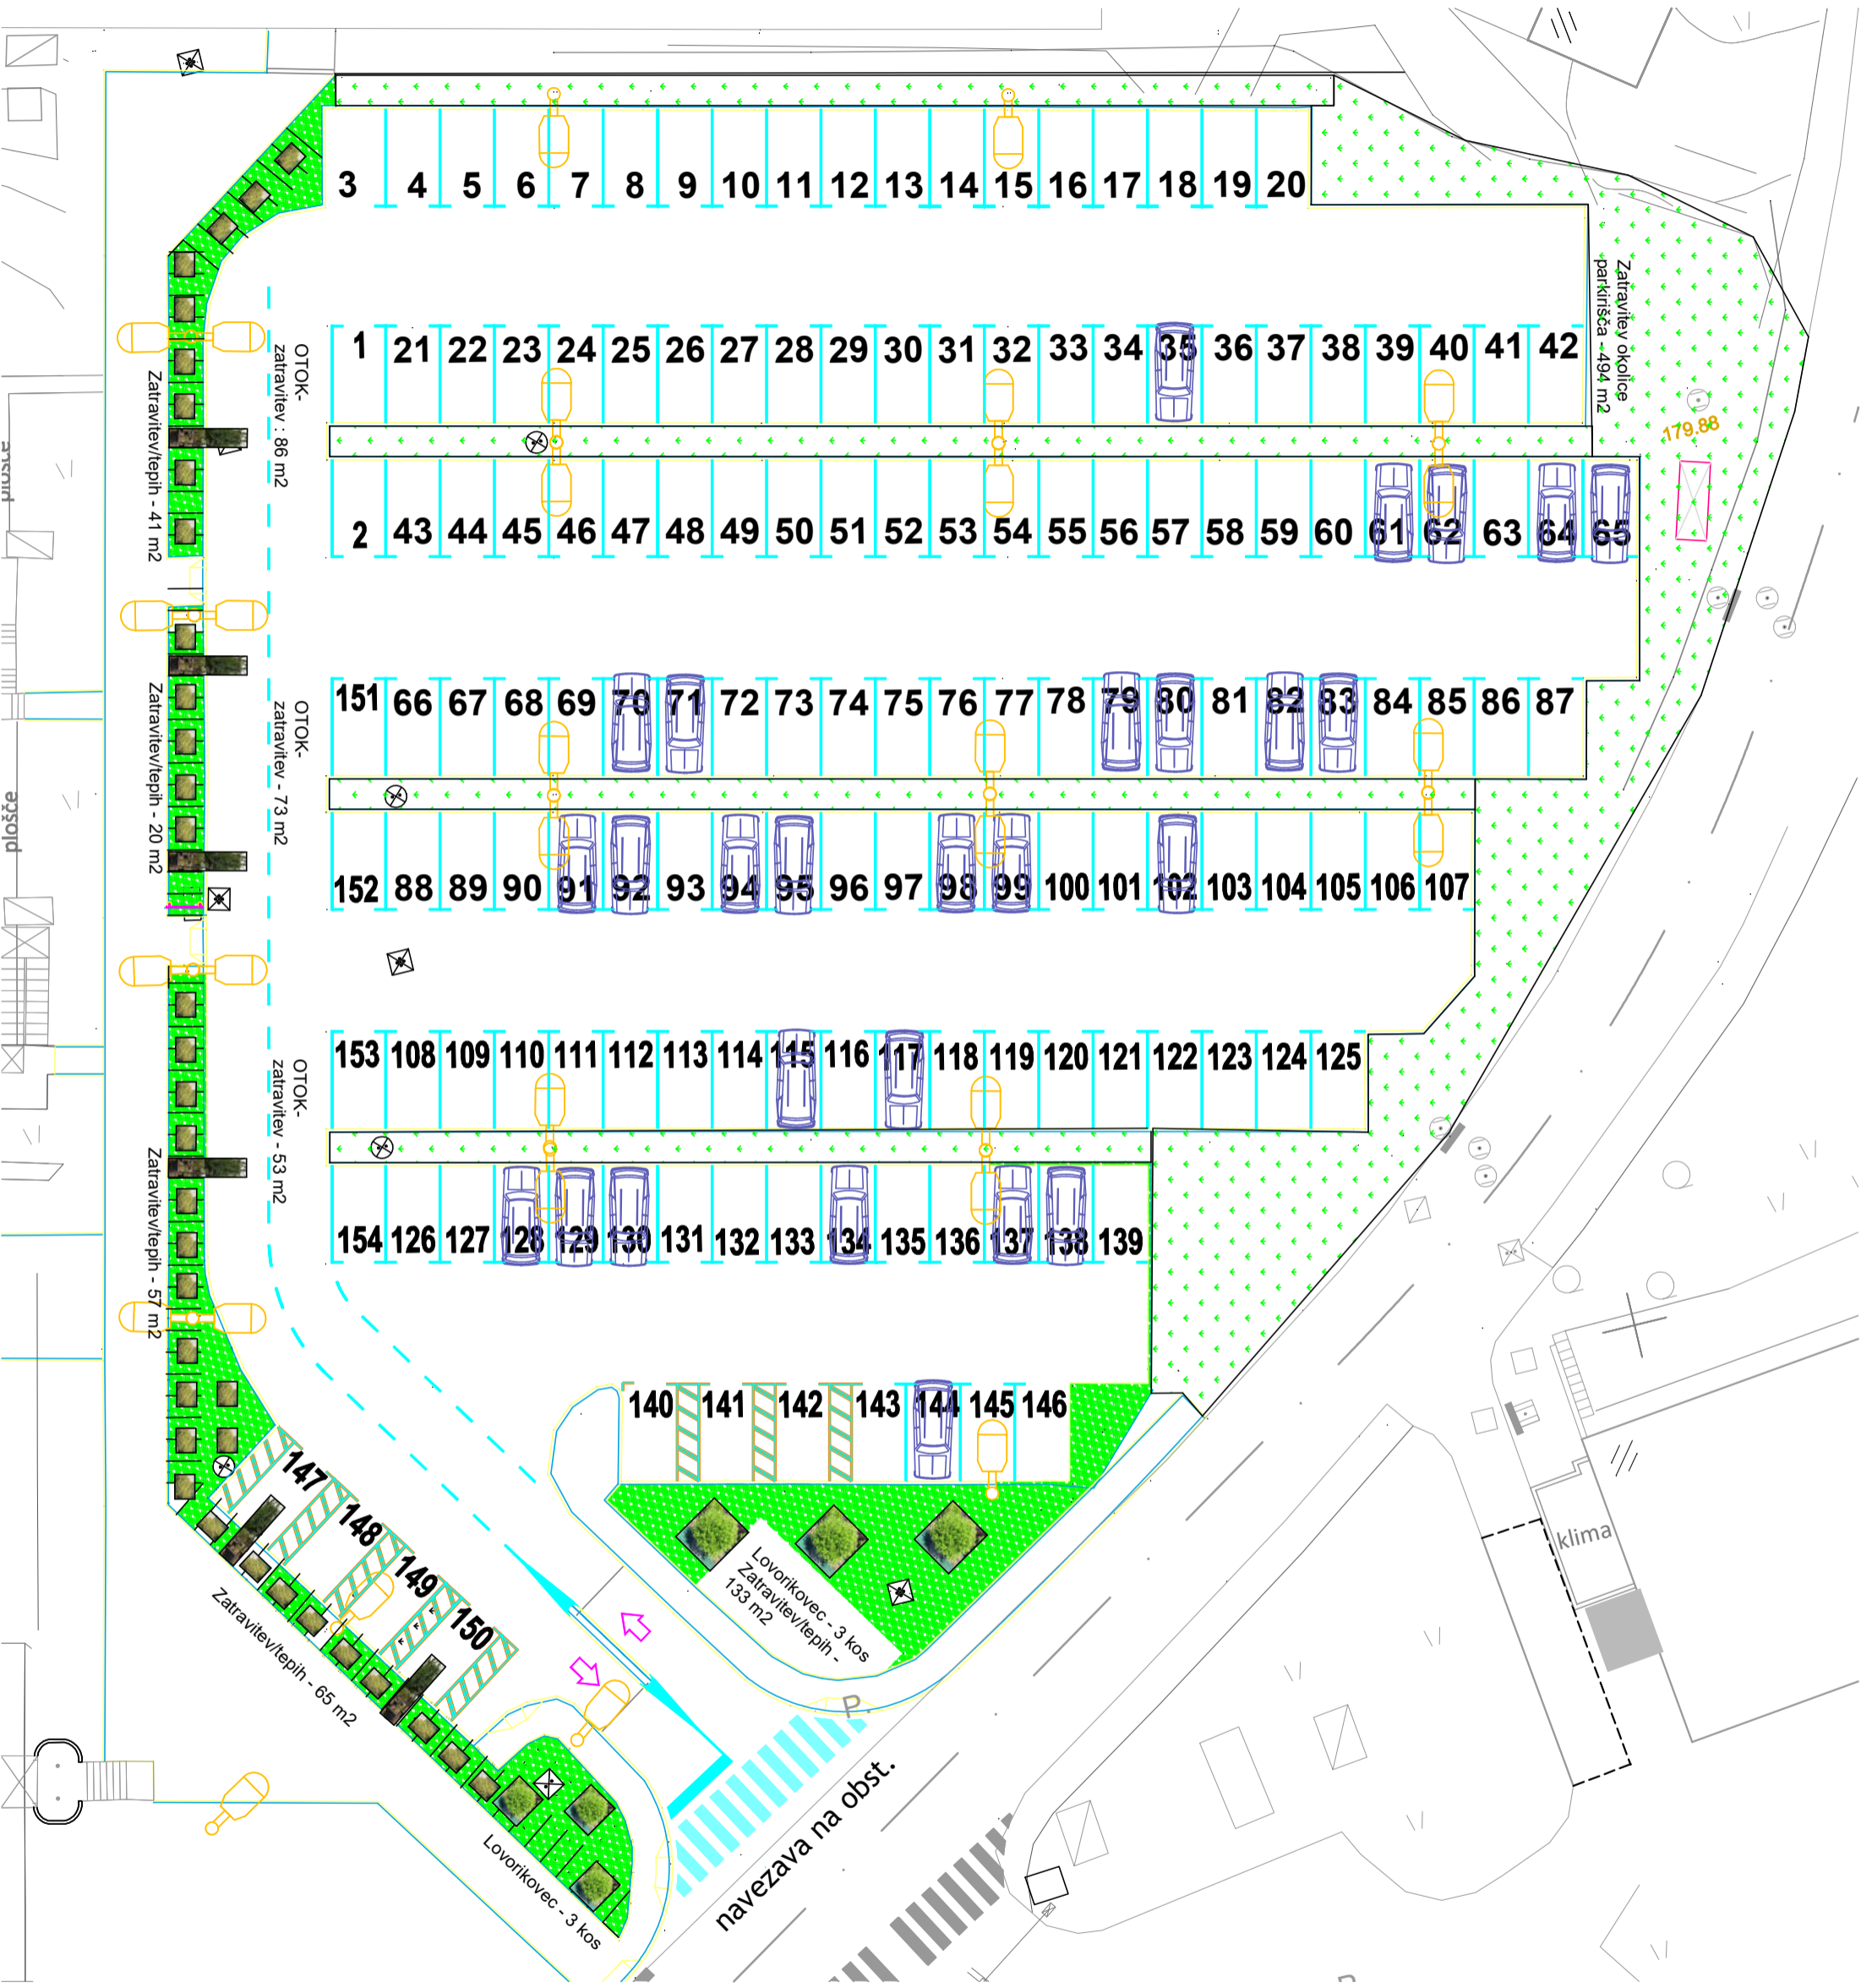 3 4 5 6 7 8 9 10 11 12 13 14 15 16 17 18 19 20
Zatravitev okolice
parkirišča - 494 m2
179.88
OTOK-
zatravitev : 86 m2
Zatravitev/tepih - 41 m2
1 21 22 23 24 25 26 27 28 29 30 31 32 33 34 35 36 37 38 39 40 41 42
2 43 44 45 46 47 48 49 50 51 52 53 54 55 56 57 58 59 60 61 62 63 64 65
plošče
OTOK-
zatravitev - 73 m2
Zatravitev/tepih - 20 m2
151 66 67 68 69 70 71 72 73 74 75 76 77 78 79 80 81 82 83 84 85 86 87
152 88 89 90 91 92 93 94 95 96 97 98 99 100 101 102 103 104 105 106 107
plošče
OTOK-
zatravitev - 53 m2
Zatravitev/tepih - 57 m2
153 108 109 110 111 112 113 114 115 116 117 118 119 120 121 122 123 124 125
154 126 127 128 129 130 131 132 133 134 135 136 137 138 139
140 141 142 143 144 145 146
147
148
149
150
Lovorikovec - 3 kos
Zatravitev/tepih -
133 m2
klima
Zatravitev/tepih - 65 m2
P.
navezava na obst.
Lovorikovec - 3 kos